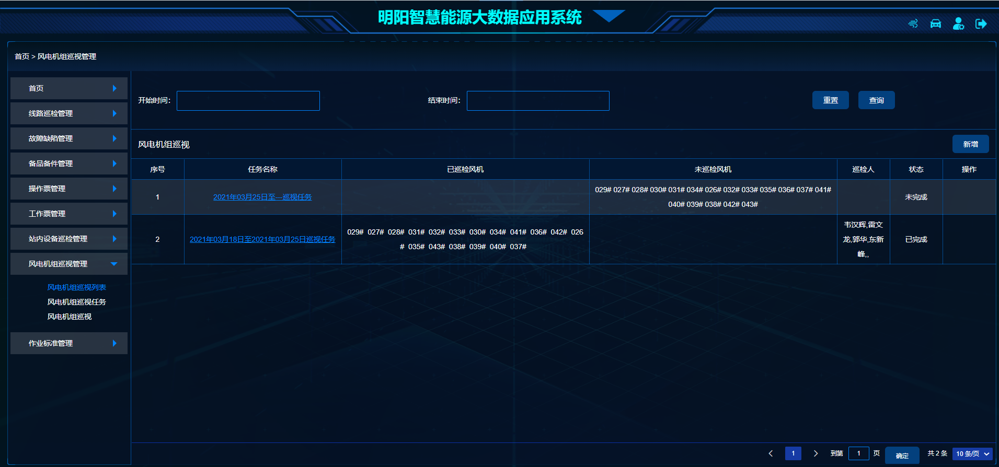 明阳智慧能源大数据应用系统
首页 > 风电机组巡视管理
首页
线路巡检管理
故障缺陷管理
备品备件管理
操作票管理
工作票管理
站内设备巡检管理
风电机组巡视管理
风电机组巡视列表
风电机组巡视任务
风电机组巡视
作业标准管理
开始时间：
结束时间：
重置
查询
风电机组巡视
新增
序号 任务名称 已巡检风机 未巡检风机 巡检人 状态 操作
1
2021年03月25日至---巡视任务
029# 027# 028# 030# 031# 034# 026# 032# 033# 035# 036# 037# 041#
040# 039# 038# 042# 043#
未完成
2
2021年03月18日至2021年03月25日巡视任务
029# 027# 028# 031# 032# 033# 030# 034# 041# 036# 042# 026
# 035# 043# 038# 039# 040# 037#
韦汉辉,雷文
龙,郭华,东新
峰,,
已完成
1 到第 1 页 确定 共 2 条 10 条/页